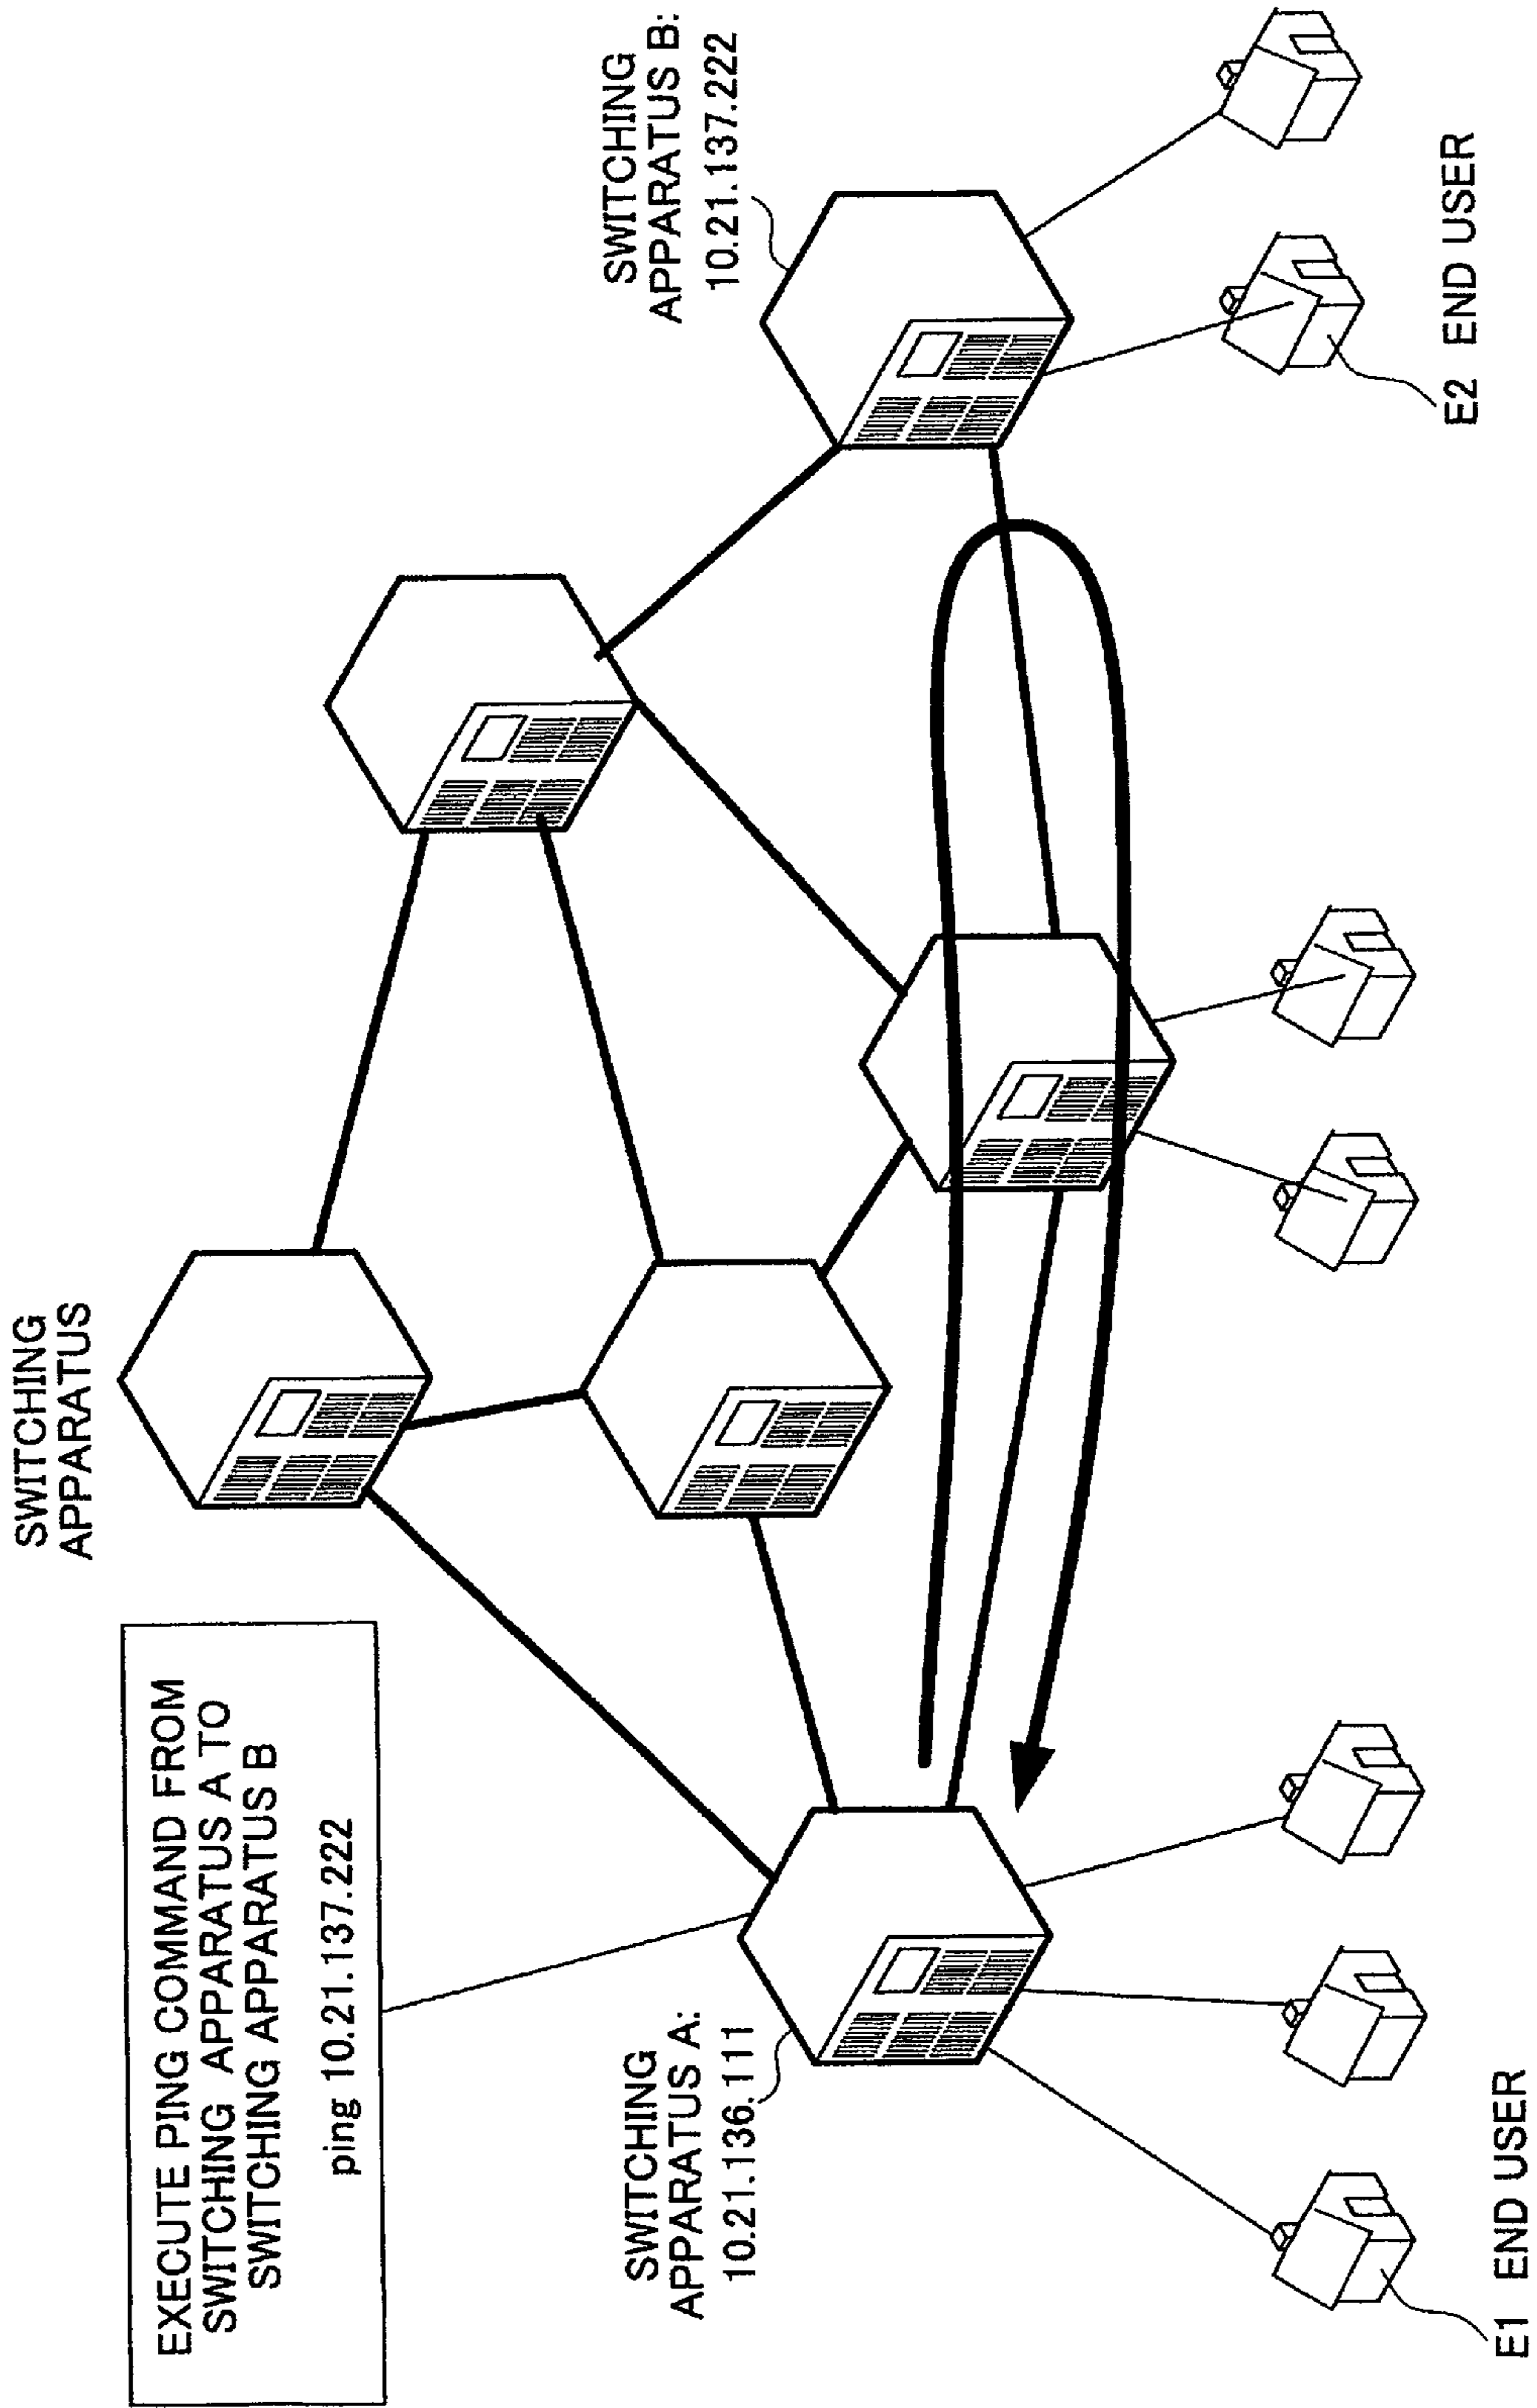 EXECUTE PING COMMAND FROM
SWITCHING APPARATUS A TO
SWITCHING APPARATUS B
ping 10.21.137.222
SWITCHING
APPARATUS
SWITCHING
APPARATUS B:
10.21.137.222
SWITCHING
APPARATUS A:
10.21.136.111
E1 END USER
E2 END USER